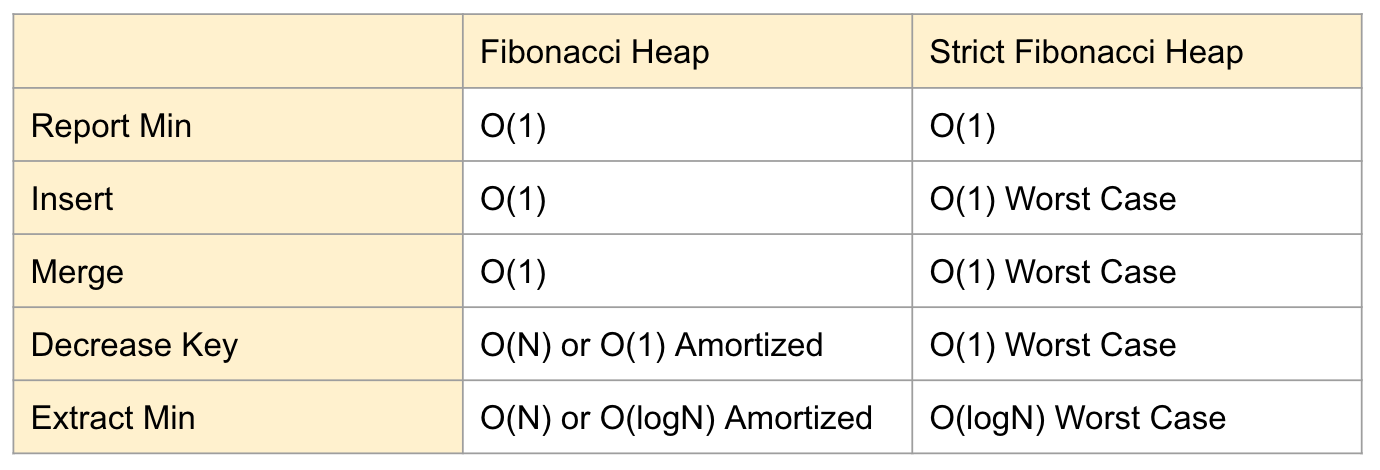 Fibonacci Heap Strict Fibonacci Heap
Report Min O(1) O(1)
Insert O(1) O(1) Worst Case
Merge O(1) O(1) Worst Case
Decrease Key O(N) or O(1) Amortized O(1) Worst Case
Extract Min O(N) or O(logN) Amortized O(logN) Worst Case